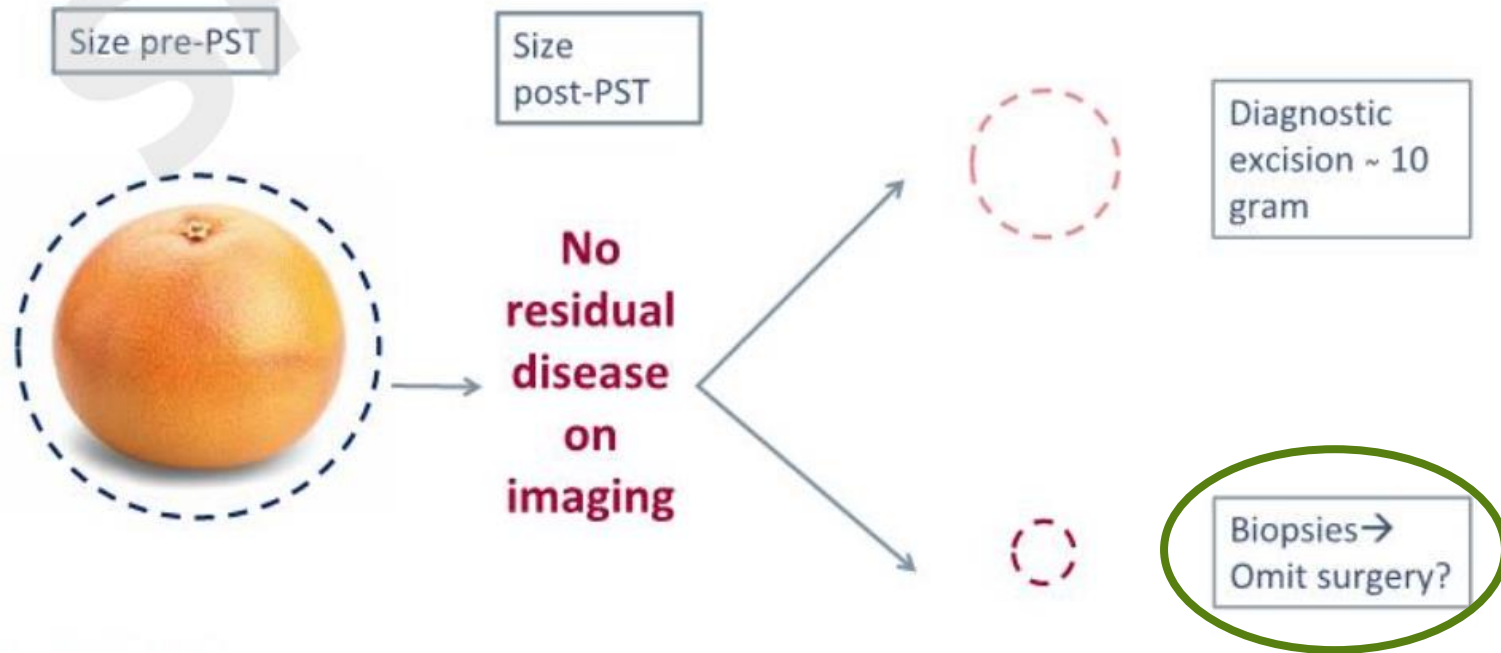 Size pre-PST
Size
post-PST
No
residual
disease
on
imaging
Diagnostic
excision ~ 10
gram
Biopsies→
Omit surgery?